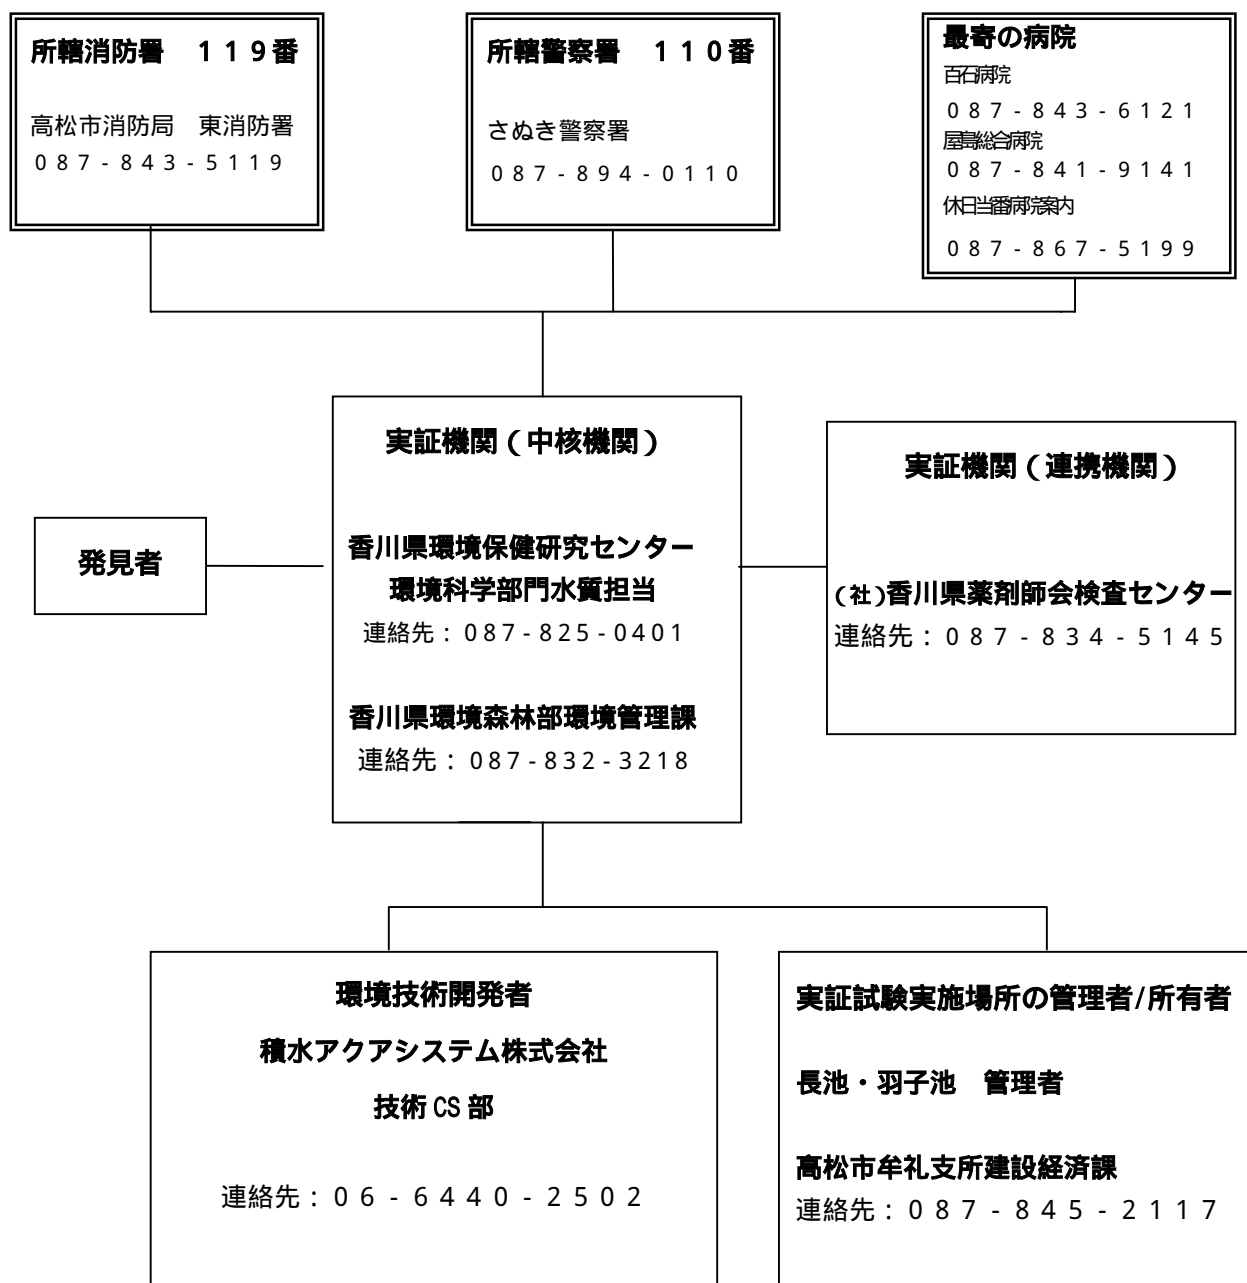 所轄消防署　１１９番
高松市消防局　東消防署
０８７‐８４３‐５１１９
所轄警察署　１１０番
さぬき警察署
０８７‐８９４‐０１１０
最寄の病院
百石病院
０８７‐８４３‐６１２１
屋島総合病院
０８７‐８４１‐９１４１
休日当番病院案内
０８７‐８６７‐５１９９
発見者
実証機関（中核機関）
香川県環境保健研究センター
環境科学部門水質担当
連絡先：０８７‐８２５‐０４０１
香川県環境森林部環境管理課
連絡先：０８７‐８３２‐３２１８
実証機関（連携機関）
（社）香川県薬剤師会検査センター
連絡先：０８７‐８３４‐５１４５
環境技術開発者
積水アクアシステム株式会社
技術 CS 部
連絡先：０６‐６４４０‐２５０２
実証試験実施場所の管理者/所有者
長池・羽子池　管理者
高松市牟礼支所建設経済課
連絡先：０８７‐８４５‐２１１７